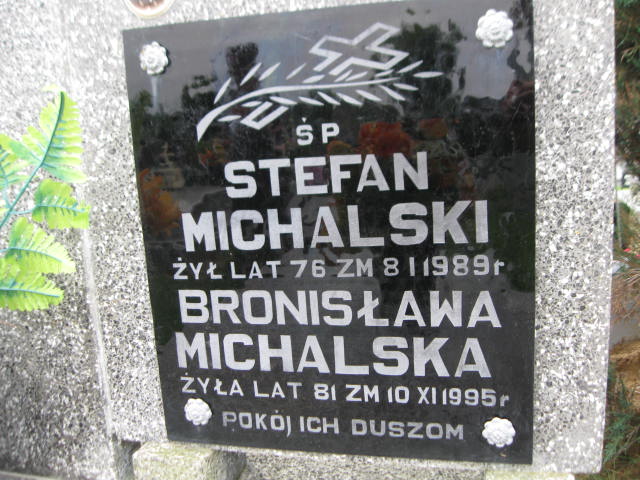 ŚP
STEFAN
MICHALSKI
ŻYŁ LAT 76 ZM 8 I 1989r
BRONISŁAWA
MICHALSKA
ŻYŁA LAT 81 ZM 10 XI 1995r
POKÓJ ICH DUSZOM